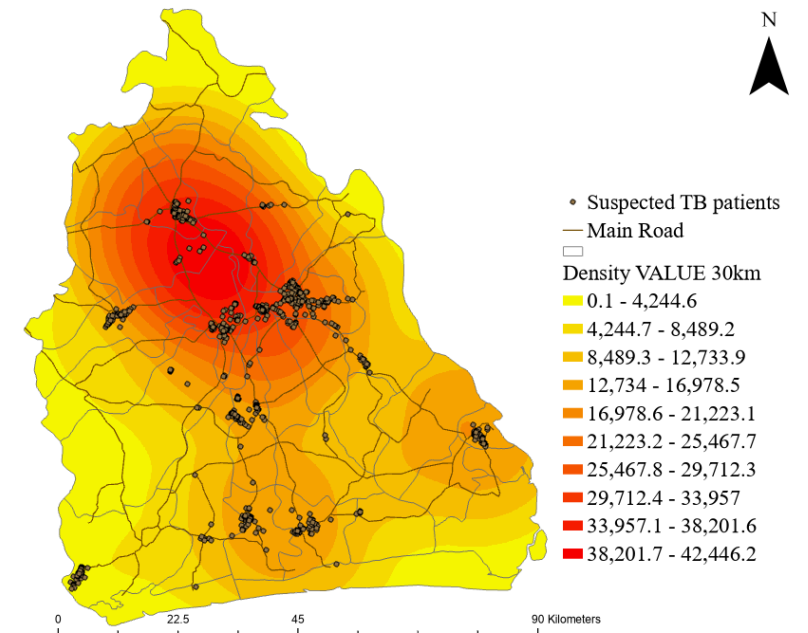 N
Suspected TB patients
Main Road
Density VALUE 30km
0.1 - 4,244.6
4,244.7 - 8,489.2
8,489.3 - 12,733.9
12,734 - 16,978.5
16,978.6 - 21,223.1
21,223.2 - 25,467.7
25,467.8 - 29,712.3
29,712.4 - 33,957
33,957.1 - 38,201.6
38,201.7 - 42,446.2
0 22.5 45 90 Kilometers